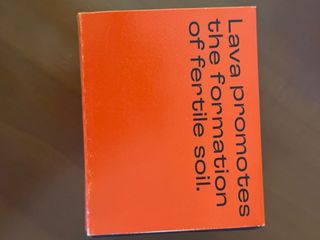 Lava promotes
the formation
of fertile soil.